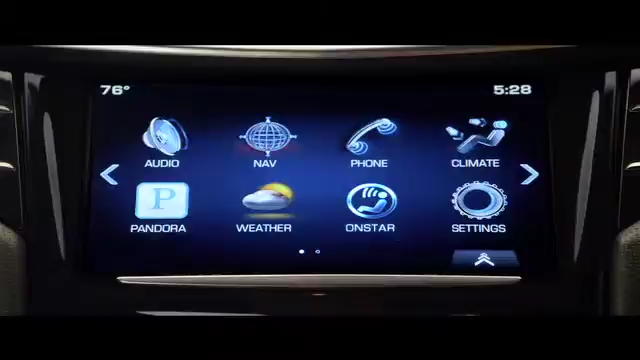 76° 5:28
AUDIO NAV PHONE CLIMATE
P
PANDORA WEATHER ONSTAR SETTINGS